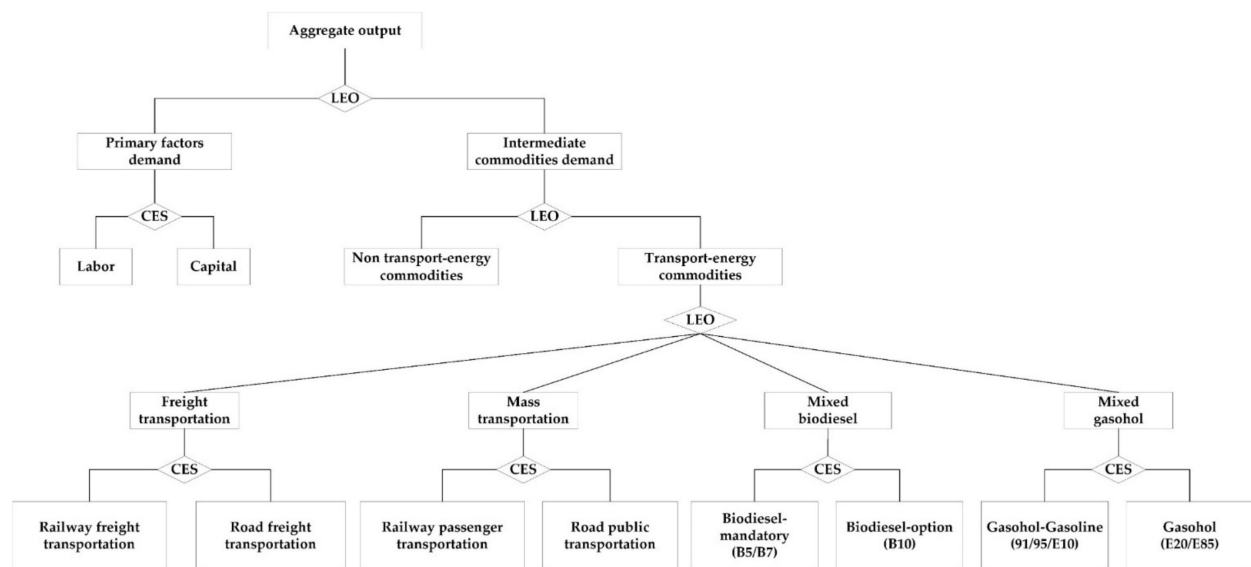 Aggregate output
LEO
Primary factors
demand
Intermediate
commodities demand
CES
LEO
Labor
Capital
Non transport-energy
commodities
Transport-energy
commodities
LEO
Freight
transportation
Mass
transportation
Mixed
biodiesel
Mixed
gasohol
CES
CES
CES
CES
Railway freight
transportation
Road freight
transportation
Railway passenger
transportation
Road public
transportation
Biodiesel-
mandatory
(B5/B7)
Biodiesel-option
(B10)
Gasohol-Gasoline
(91/95/E10)
Gasohol
(E20/E85)